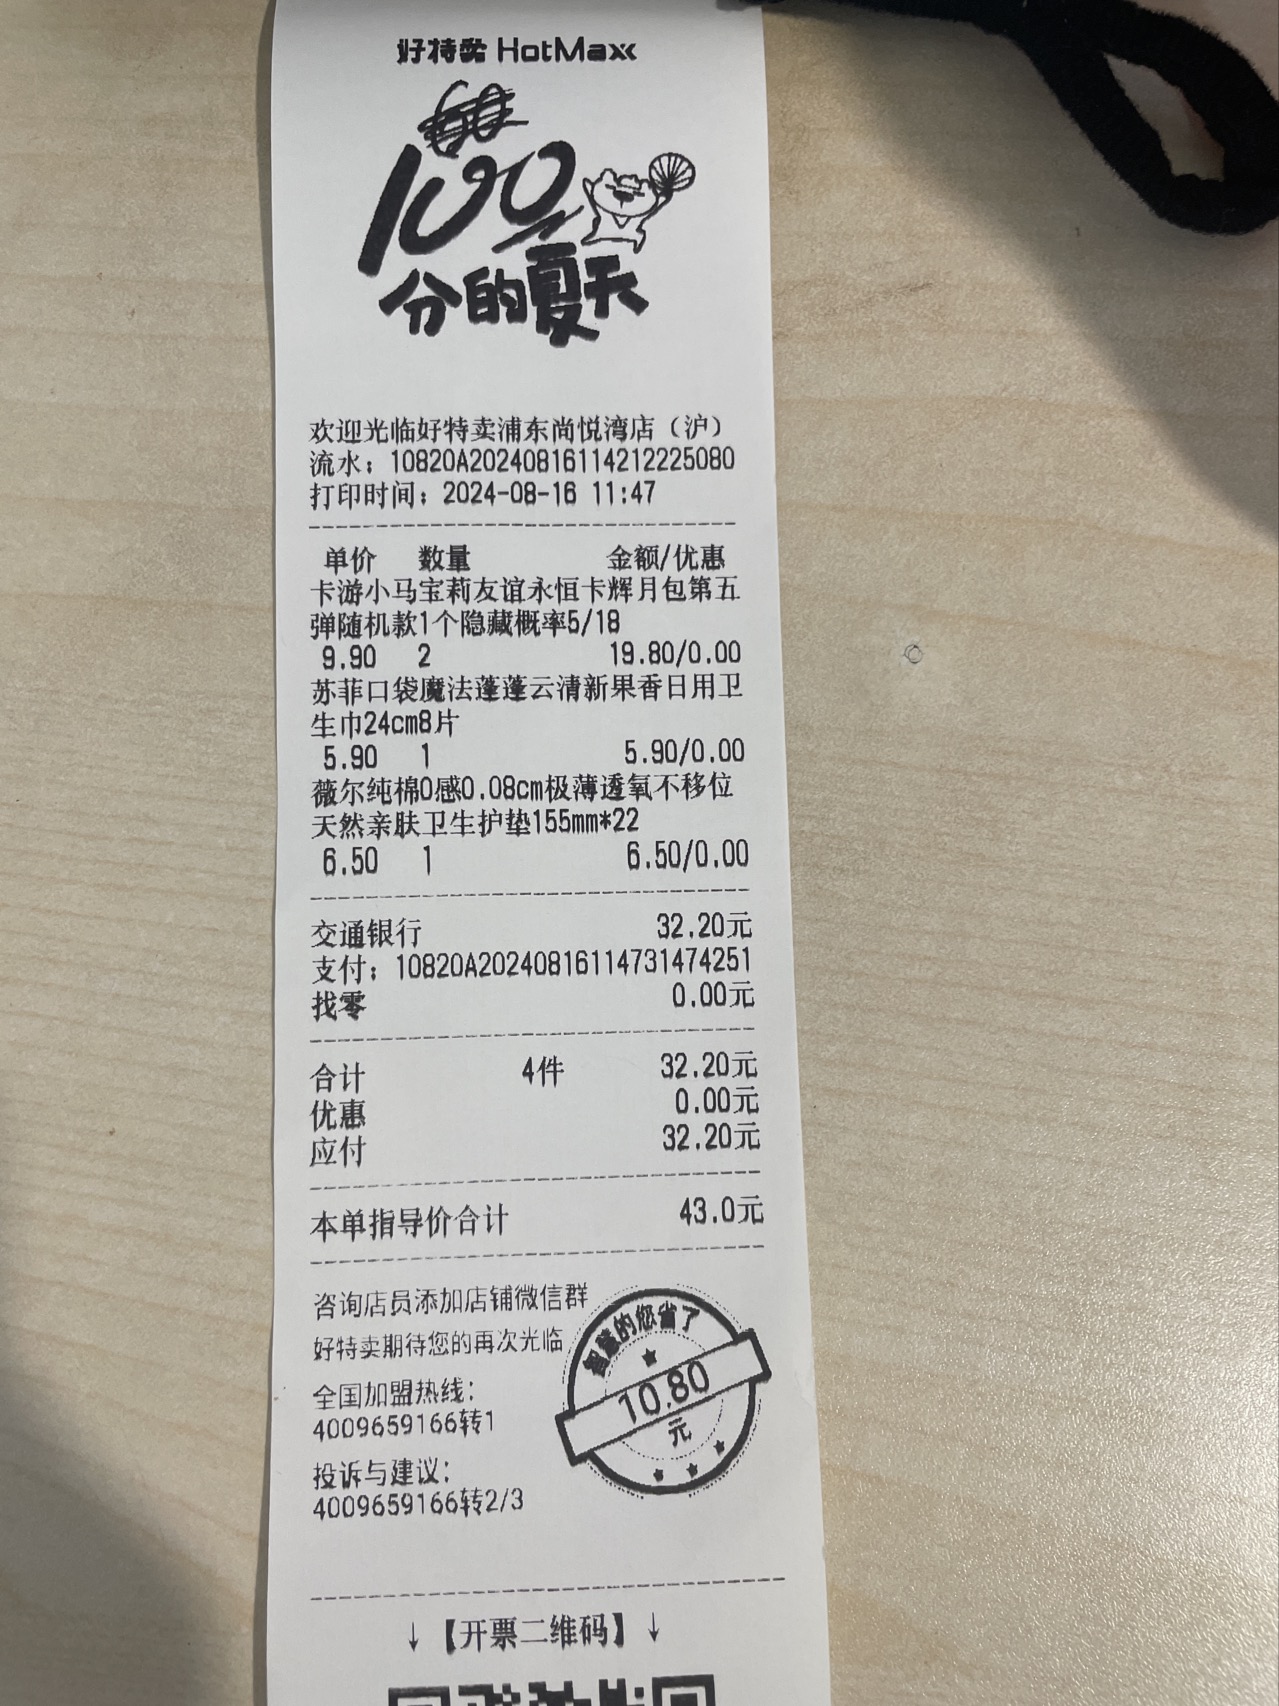 好特卖 HotMaxx
100
分的夏天
欢迎光临好特卖浦东尚悦湾店（沪）
流水：10820A20240816114212225080
打印时间：2024-08-16 11:47
单价 数量 金额/优惠
卡游小马宝莉友谊永恒卡辉月包第五
弹随机款1个隐藏概率5/18
9.90 2 19.80/0.00
苏菲口袋魔法蓬蓬云清新果香日用卫
生巾24cm8片
5.90 1 5.90/0.00
薇尔纯棉0感0.08cm极薄透氧不移位
天然亲肤卫生护垫155mm*22
6.50 1 6.50/0.00
交通银行 32.20元
支付：10820A20240816114731474251
找零 0.00元
合计 4件 32.20元
优惠 0.00元
应付 32.20元
本单指导价合计 43.0元
咨询店员添加店铺微信群
好特卖期待您的再次光临
全国加盟热线：
4009659166转1
投诉与建议：
4009659166转2/3
智慧的您省了
10.80
元
↓【开票二维码】↓